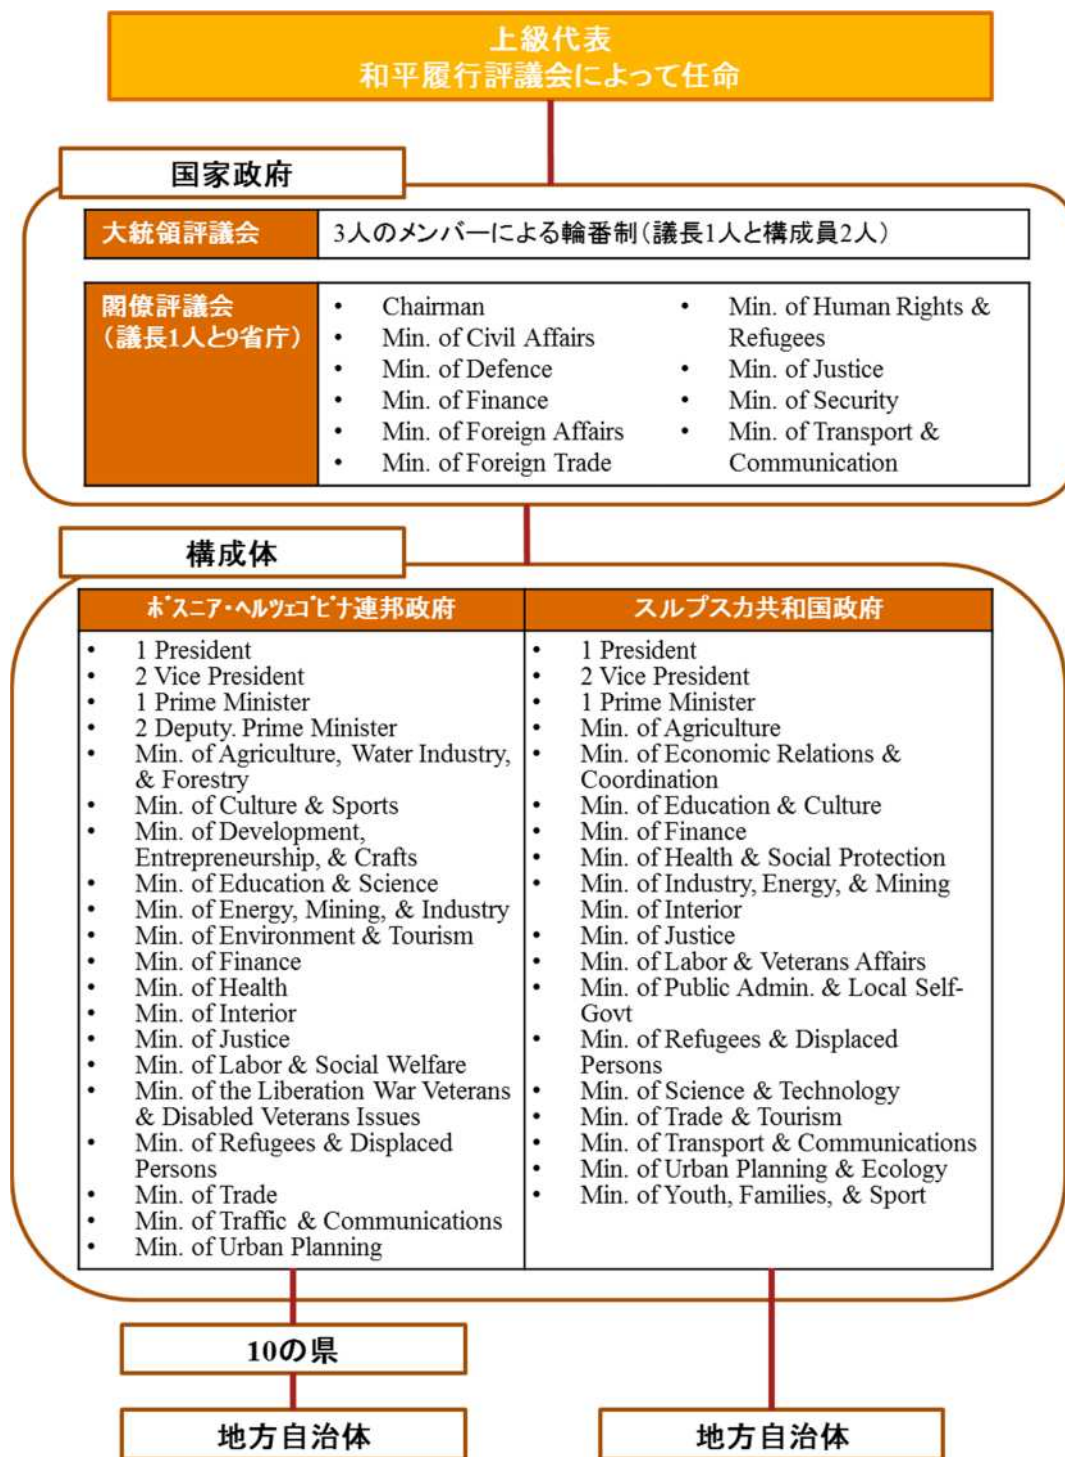 上級代表
和平履行評議会によって任命
国家政府
大統領評議会
3人のメンバーによる輪番制(議長1人と構成員2人)
閣僚評議会
(議長1人と9省庁)
• Chairman
• Min. of Civil Affairs
• Min. of Defence
• Min. of Finance
• Min. of Foreign Affairs
• Min. of Foreign Trade
• Min. of Human Rights &
Refugees
• Min. of Justice
• Min. of Security
• Min. of Transport &
Communication
構成体
ﾎﾞｽﾆｱ･ﾍﾙﾂｪｺﾞﾋﾞﾅ連邦政府
• 1 President
• 2 Vice President
• 1 Prime Minister
• 2 Deputy. Prime Minister
• Min. of Agriculture, Water Industry,
& Forestry
• Min. of Culture & Sports
• Min. of Development,
Entrepreneurship, & Crafts
• Min. of Education & Science
• Min. of Energy, Mining, & Industry
• Min. of Environment & Tourism
• Min. of Finance
• Min. of Health
• Min. of Interior
• Min. of Justice
• Min. of Labor & Social Welfare
• Min. of the Liberation War Veterans
& Disabled Veterans Issues
• Min. of Refugees & Displaced
Persons
• Min. of Trade
• Min. of Traffic & Communications
• Min. of Urban Planning
スルプスカ共和国政府
• 1 President
• 2 Vice President
• 1 Prime Minister
• Min. of Agriculture
• Min. of Economic Relations &
Coordination
• Min. of Education & Culture
• Min. of Finance
• Min. of Health & Social Protection
• Min. of Industry, Energy, & Mining
Min. of Interior
• Min. of Justice
• Min. of Labor & Veterans Affairs
• Min. of Public Admin. & Local Self-
Govt
• Min. of Refugees & Displaced
Persons
• Min. of Science & Technology
• Min. of Trade & Tourism
• Min. of Transport & Communications
• Min. of Urban Planning & Ecology
• Min. of Youth, Families, & Sport
10の県
地方自治体
地方自治体